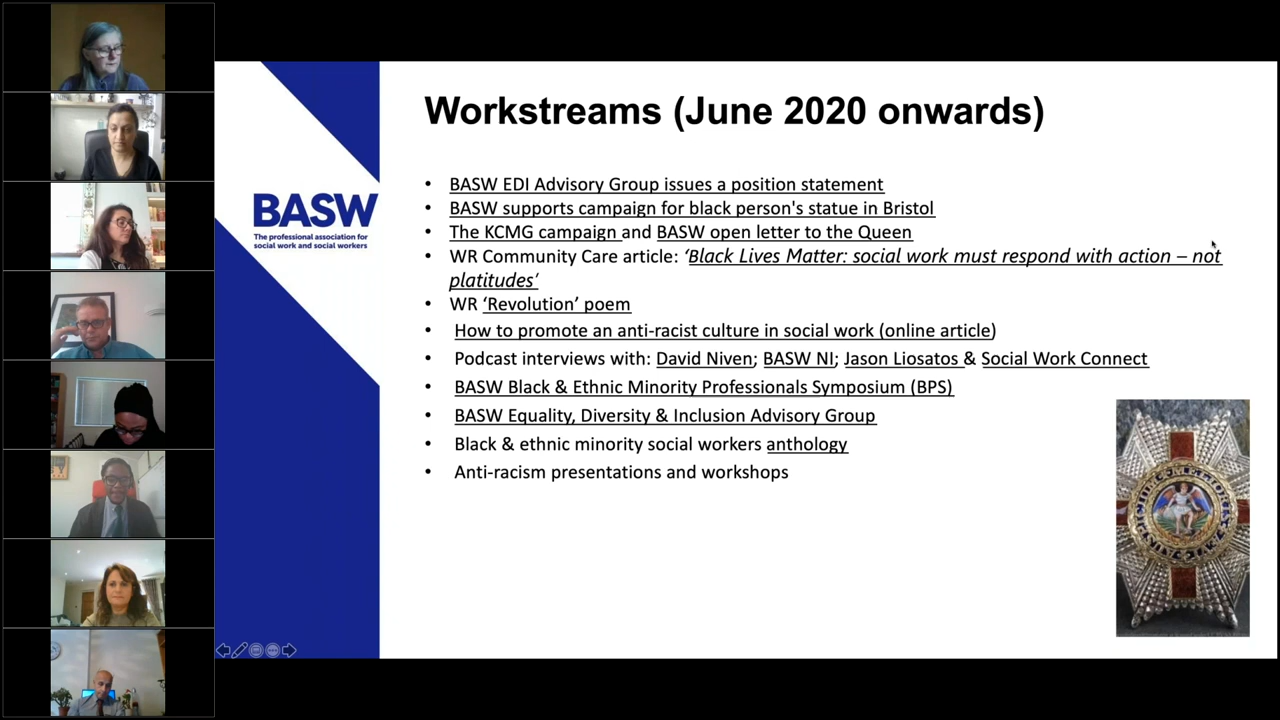 Workstreams (June 2020 onwards)
BASW
The professional association for
social work and social workers
• BASW EDI Advisory Group issues a position statement
• BASW supports campaign for black person's statue in Bristol
• The KCMG campaign and BASW open letter to the Queen
• WR Community Care article: ‘Black Lives Matter: social work must respond with action – not
platitudes’
• WR ‘Revolution’ poem
• How to promote an anti-racist culture in social work (online article)
• Podcast interviews with: David Niven; BASW NI; Jason Liosatos & Social Work Connect
• BASW Black & Ethnic Minority Professionals Symposium (BPS)
• BASW Equality, Diversity & Inclusion Advisory Group
• Black & ethnic minority social workers anthology
• Anti-racism presentations and workshops